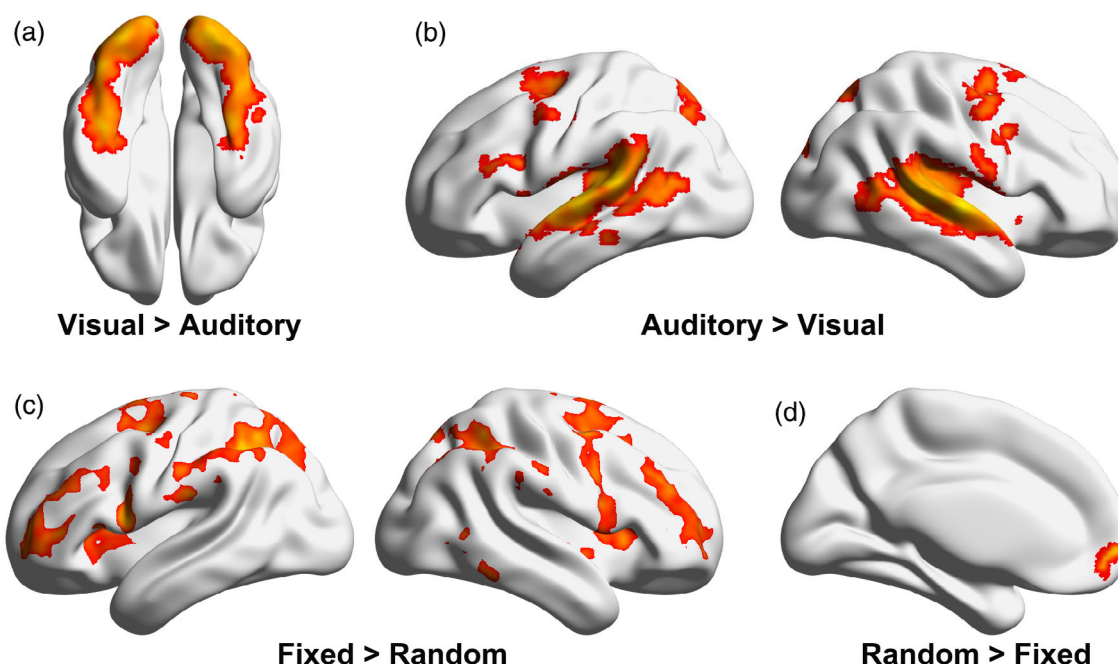 (a)
(b)
Visual > Auditory
Auditory > Visual
(c)
(d)
Fixed > Random
Random > Fixed